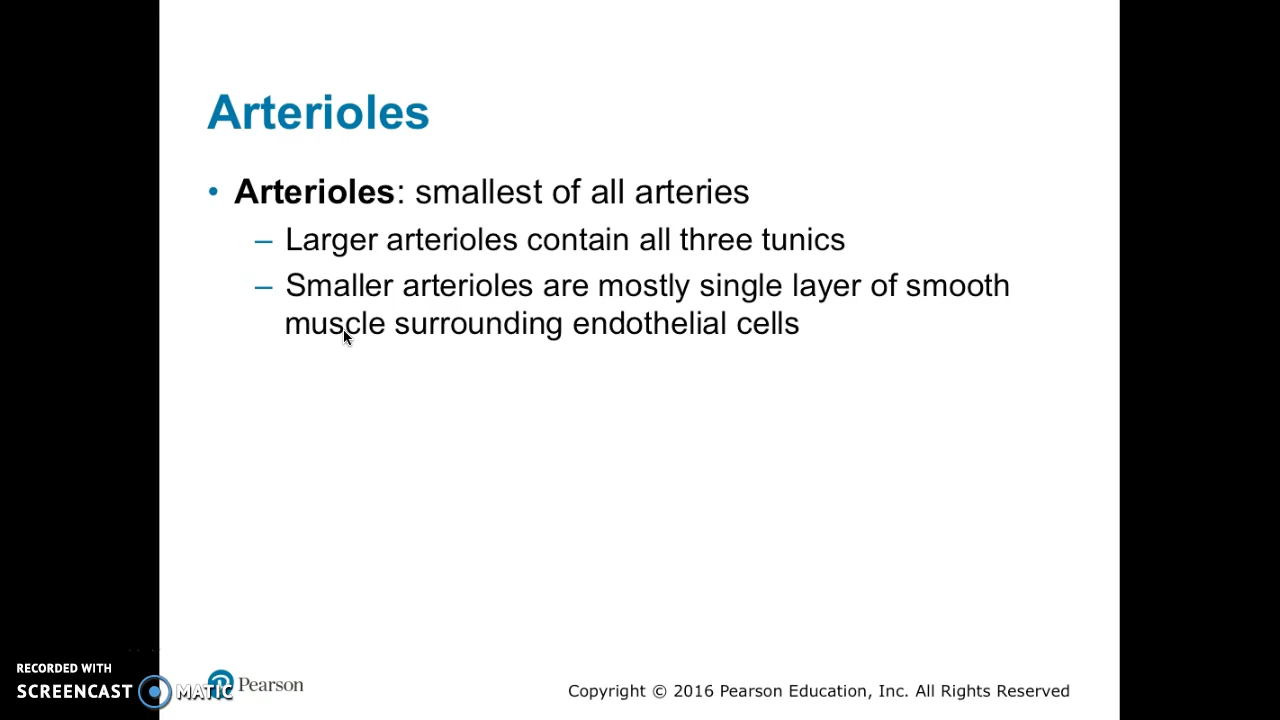 Arterioles
• Arterioles: smallest of all arteries
– Larger arterioles contain all three tunics
– Smaller arterioles are mostly single layer of smooth
muscle surrounding endothelial cells
RECORDED WITH
SCREENCAST MATIC
Pearson
Copyright © 2016 Pearson Education, Inc. All Rights Reserved